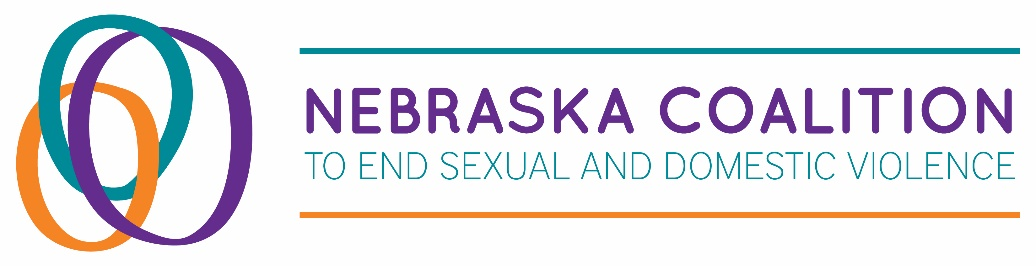 NEBRASKA COALITION
TO END SEXUAL AND DOMESTIC VIOLENCE